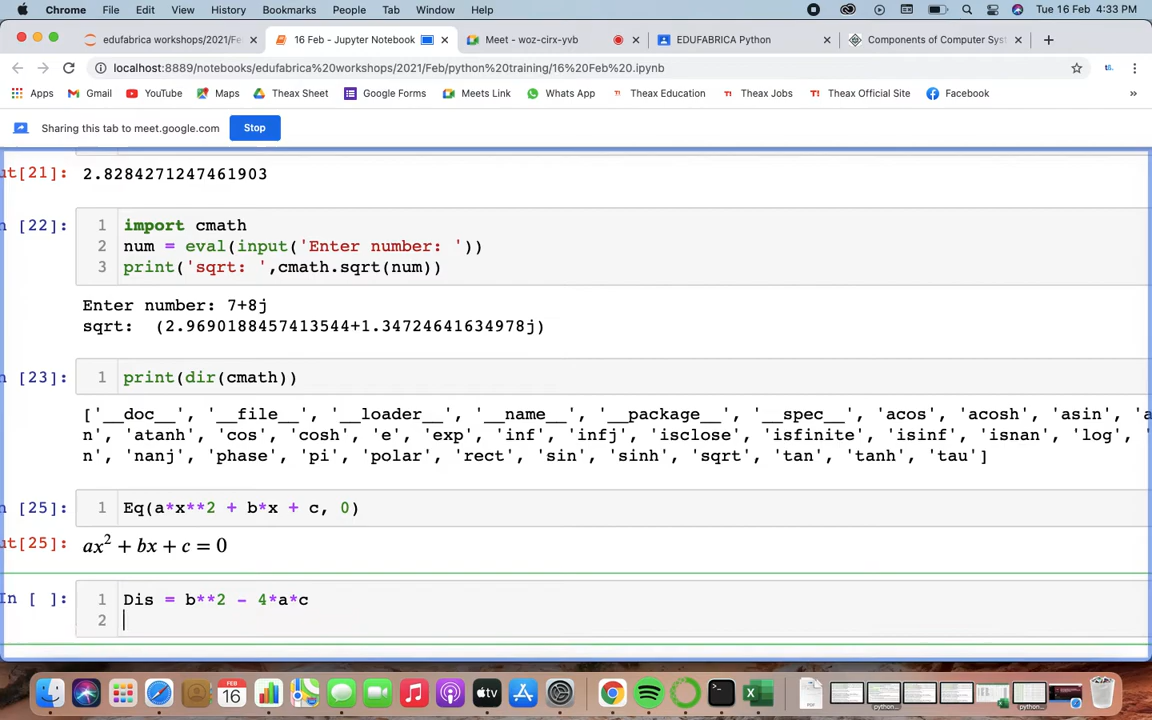 Chrome File Edit View History Bookmarks People Tab Window Help Tue 16 Feb 4:33 PM
edufabrica workshops/2021/Feb/ 16 Feb - Jupyter Notebook Meet - woz-cirx-yvb EDUFABRICA Python Components of Computer Sys
localhost:8889/notebooks/edufabrica%20workshops/2021/Feb/python%20training/16%20Feb%20.ipynb
Apps Gmail YouTube Maps Theax Sheet Google Forms Meets Link Whats App Theax Education Theax Jobs Theax Official Site Facebook »
Sharing this tab to meet.google.com Stop
ut[21]: 2.8284271247461903
n [22]: 1 import cmath
2 num = eval(input('Enter number: '))
3 print('sqrt: ',cmath.sqrt(num))
Enter number: 7+8j
sqrt:  (2.9690188457413544+1.34724641634978j)
n [23]: 1 print(dir(cmath))
['__doc__', '__file__', '__loader__', '__name__', '__package__', '__spec__', 'acos', 'acosh', 'asin', 'a
n', 'atanh', 'cos', 'cosh', 'e', 'exp', 'inf', 'infj', 'isclose', 'isfinite', 'isinf', 'isnan', 'log', '
n', 'nanj', 'phase', 'pi', 'polar', 'rect', 'sin', 'sinh', 'sqrt', 'tan', 'tanh', 'tau']
n [25]: 1 Eq(a*x**2 + b*x + c, 0)
ut[25]: ax² + bx + c = 0
In [ ]: 1 Dis = b**2 - 4*a*c
2
FEB
16
tv